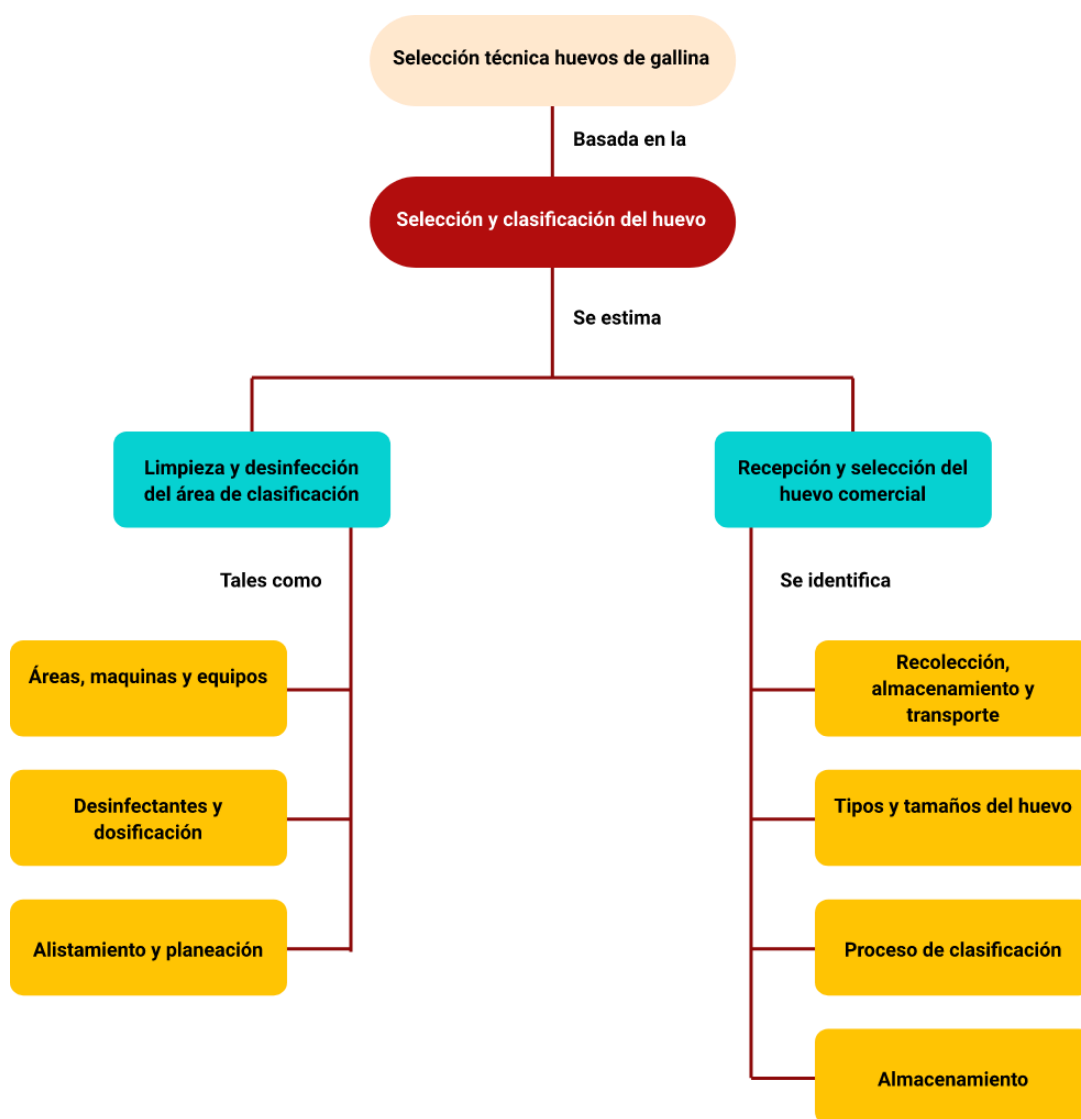 Selección técnica huevos de gallina
Basada en la
Selección y clasificación del huevo
Se estima
Limpieza y desinfección
del área de clasificación
Tales como
Áreas, maquinas y equipos
Desinfectantes y
dosificación
Alistamiento y planeación
Recepción y selección del
huevo comercial
Se identifica
Recolección,
almacenamiento y
transporte
Tipos y tamaños del huevo
Proceso de clasificación
Almacenamiento